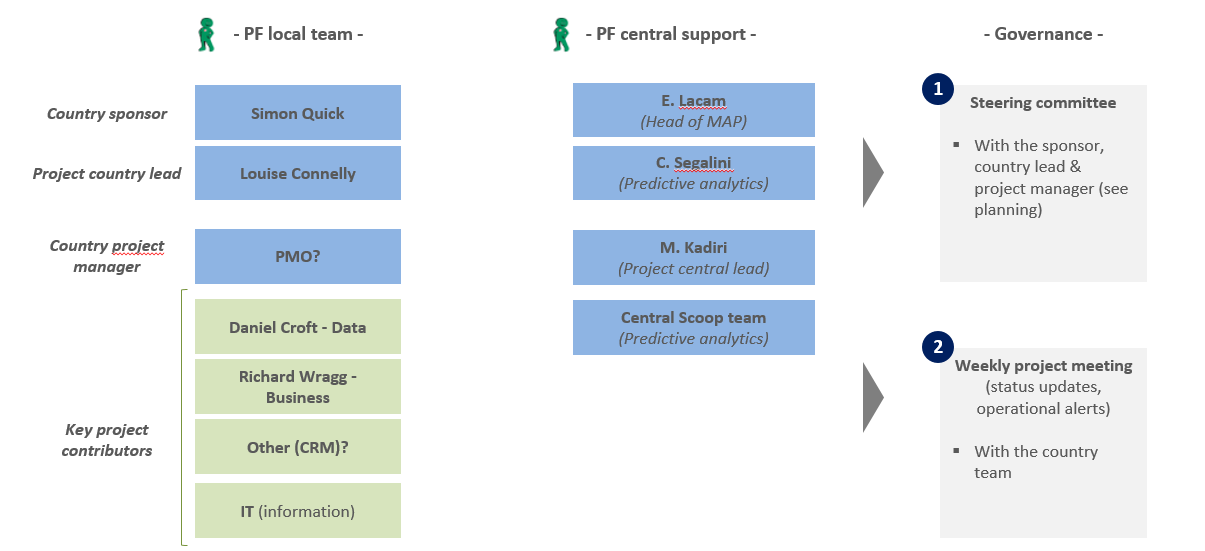 - PF local team -
- PF central support -
- Governance -
Country sponsor
Simon Quick
E. Lacam
(Head of MAP)
Project country lead
Louise Connelly
C. Segalini
(Predictive analytics)
1
Steering committee
▪ With the sponsor,
country lead &
project manager (see
planning)
Country project
manager
PMO?
M. Kadiri
(Project central lead)
Key project
contributors
Daniel Croft - Data
Richard Wragg -
Business
Other (CRM)?
IT (information)
Central Scoop team
(Predictive analytics)
2
Weekly project meeting
(status updates,
operational alerts)
▪ With the country
team